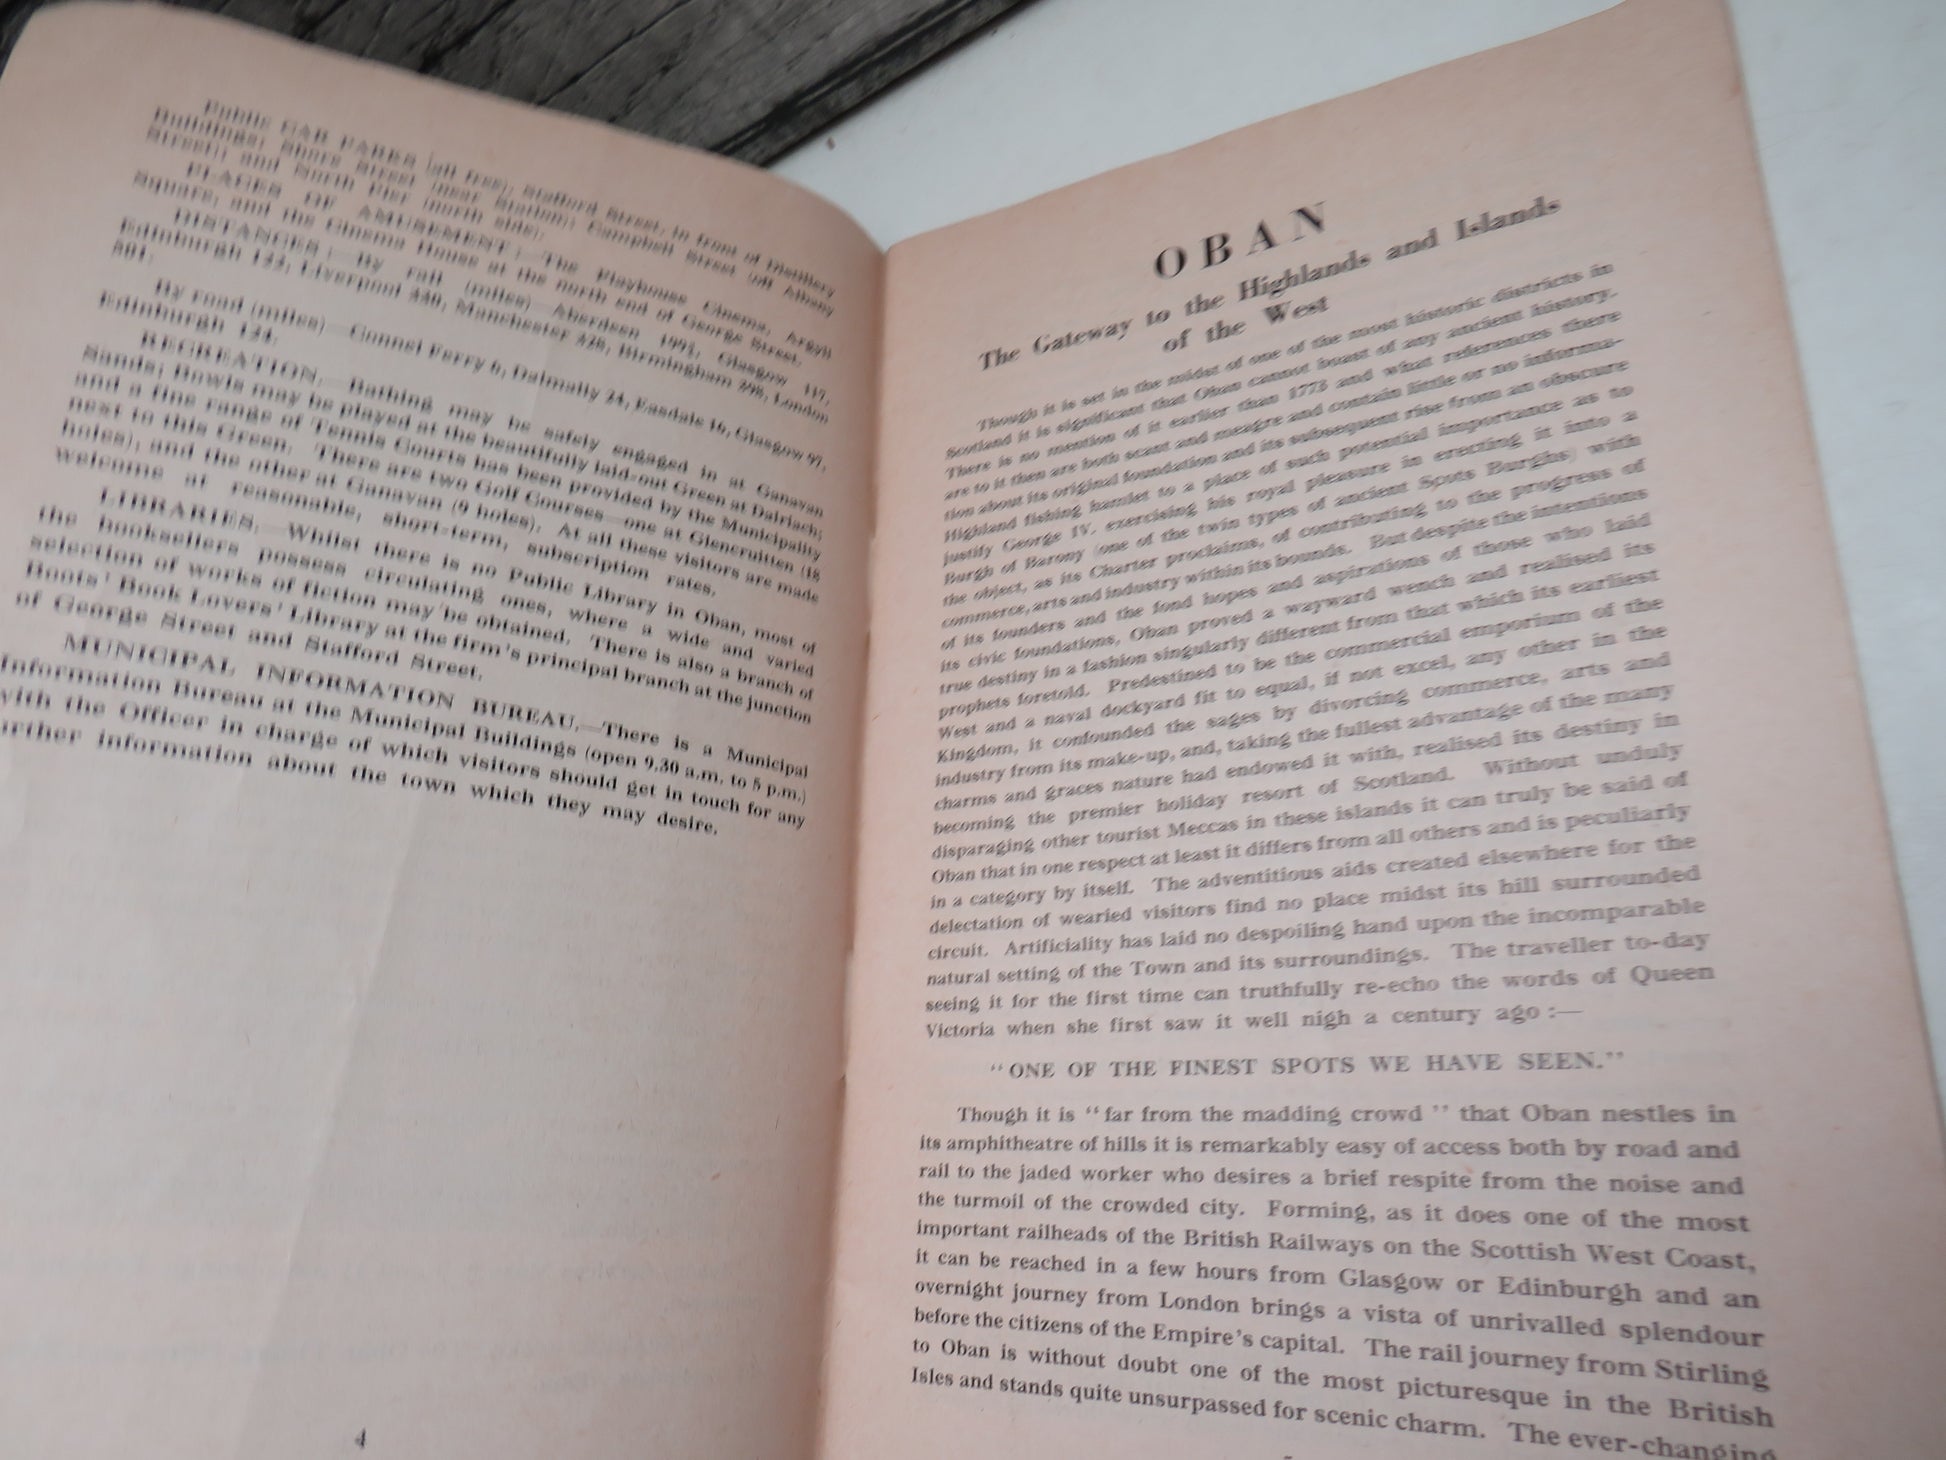 Public CAR PARKS (all free); Stafford Street, in front of Distillery
Buildings; Shore Street (near Station); Campbell Street (off Albany
Street); and North Pier (north side).
PLACES OF AMUSEMENT:—The Playhouse Cinema, Argyll
Square, and the Cinema House at the north end of George Street.
DISTANCES:—By rail (miles)—Aberdeen 199½, Glasgow 117,
Edinburgh 123, Liverpool 330, Manchester 328, Birmingham 398, London
501.
By road (miles)—Connel Ferry 6, Dalmally 24, Easdale 16, Glasgow 97,
Edinburgh 124.
RECREATION.—Bathing may be safely engaged in at Ganavan
Sands; Bowls may be played at the beautifully laid-out Green at Dalriach;
and a fine range of Tennis Courts has been provided by the Municipality
next to this Green. There are two Golf Courses—one at Glencruitten (18
holes), and the other at Ganavan (9 holes). At all these visitors are made
welcome at reasonable, short-term, subscription rates.
LIBRARIES.—Whilst there is no Public Library in Oban, most of
the booksellers possess circulating ones, where a wide and varied
selection of works of fiction may be obtained. There is also a branch of
Boots' Book Lovers' Library at the firm's principal branch at the junction
of George Street and Stafford Street.
MUNICIPAL INFORMATION BUREAU.—There is a Municipal
Information Bureau at the Municipal Buildings (open 9.30 a.m. to 5 p.m.)
with the Officer in charge of which visitors should get in touch for any
urther information about the town which they may desire.
4
OBAN
The Gateway to the Highlands and Islands
of the West
Though it is set in the midst of one of the most historic districts in
Scotland it is significant that Oban cannot boast of any ancient history.
There is no mention of it earlier than 1773 and what references there
are to it then are both scant and meagre and contain little or no informa-
tion about its original foundation and its subsequent rise from an obscure
Highland fishing hamlet to a place of such potential importance as to
justify George IV. exercising his royal pleasure in erecting it into a
Burgh of Barony (one of the twin types of ancient Scots Burghs) with
the object, as its Charter proclaims, of contributing to the progress of
commerce, arts and industry within its bounds. But despite the intentions
of its founders and the fond hopes and aspirations of those who laid
its civic foundations, Oban proved a wayward wench and realised its
true destiny in a fashion singularly different from that which its earliest
prophets foretold. Predestined to be the commercial emporium of the
West and a naval dockyard fit to equal, if not excel, any other in the
Kingdom, it confounded the sages by divorcing commerce, arts and
industry from its make-up, and, taking the fullest advantage of the many
charms and graces nature had endowed it with, realised its destiny in
becoming the premier holiday resort of Scotland. Without unduly
disparaging other tourist Meccas in these islands it can truly be said of
Oban that in one respect at least it differs from all others and is peculiarly
in a category by itself. The adventitious aids created elsewhere for the
delectation of wearied visitors find no place midst its hill surrounded
circuit. Artificiality has laid no despoiling hand upon the incomparable
natural setting of the Town and its surroundings. The traveller to-day
seeing it for the first time can truthfully re-echo the words of Queen
Victoria when she first saw it well nigh a century ago :—
“ONE OF THE FINEST SPOTS WE HAVE SEEN.”
Though it is “far from the madding crowd” that Oban nestles in
its amphitheatre of hills it is remarkably easy of access both by road and
rail to the jaded worker who desires a brief respite from the noise and
the turmoil of the crowded city. Forming, as it does one of the most
important railheads of the British Railways on the Scottish West Coast,
it can be reached in a few hours from Glasgow or Edinburgh and an
overnight journey from London brings a vista of unrivalled splendour
before the citizens of the Empire's capital. The rail journey from Stirling
to Oban is without doubt one of the most picturesque in the British
Isles and stands quite unsurpassed for scenic charm. The ever-changing